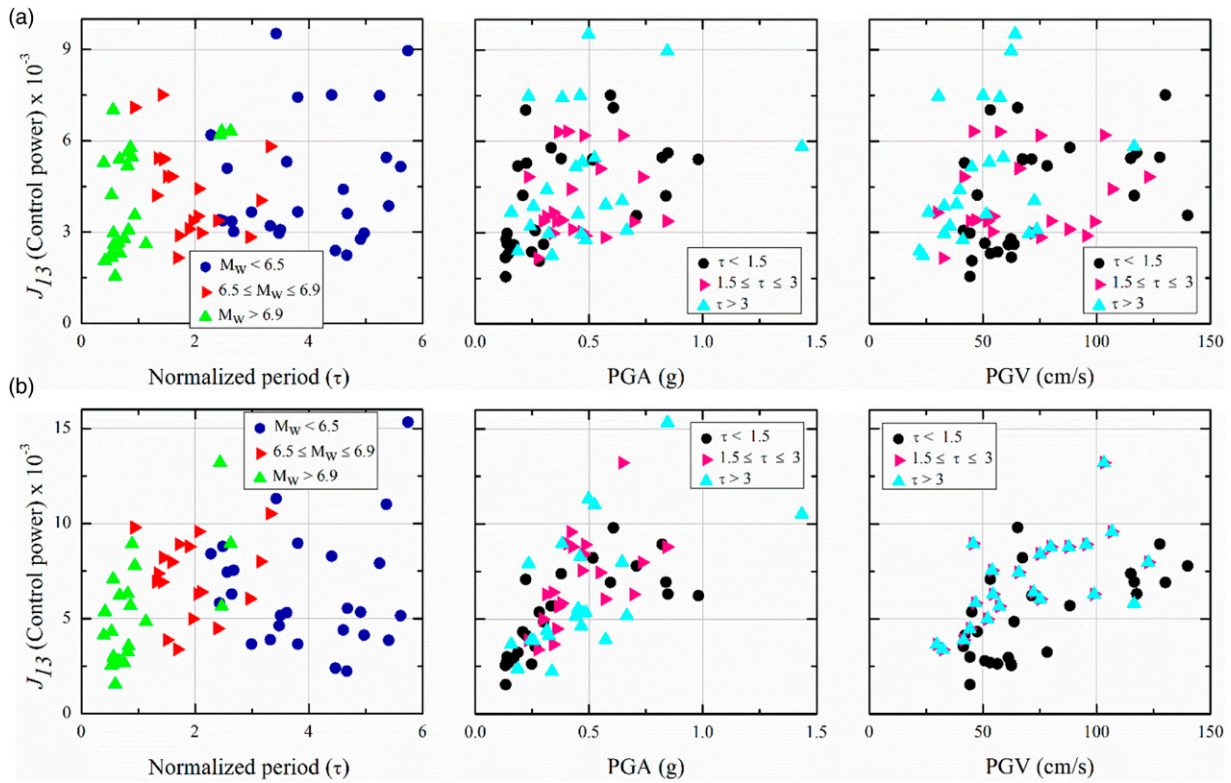 (a)
J13 (Control power) x 10-3
9
6
3
0
0 2 4 6
Normalized period (τ)
MW < 6.5
6.5 ≤ MW ≤ 6.9
MW > 6.9
0.0 0.5 1.0 1.5
PGA (g)
τ < 1.5
1.5 ≤ τ ≤ 3
τ > 3
0 50 100 150
PGV (cm/s)
τ < 1.5
1.5 ≤ τ ≤ 3
τ > 3
(b)
J13 (Control power) x 10-3
15
10
5
0
0 2 4 6
Normalized period (τ)
MW < 6.5
6.5 ≤ MW ≤ 6.9
MW > 6.9
0.0 0.5 1.0 1.5
PGA (g)
τ < 1.5
1.5 ≤ τ ≤ 3
τ > 3
0 50 100 150
PGV (cm/s)
τ < 1.5
1.5 ≤ τ ≤ 3
τ > 3